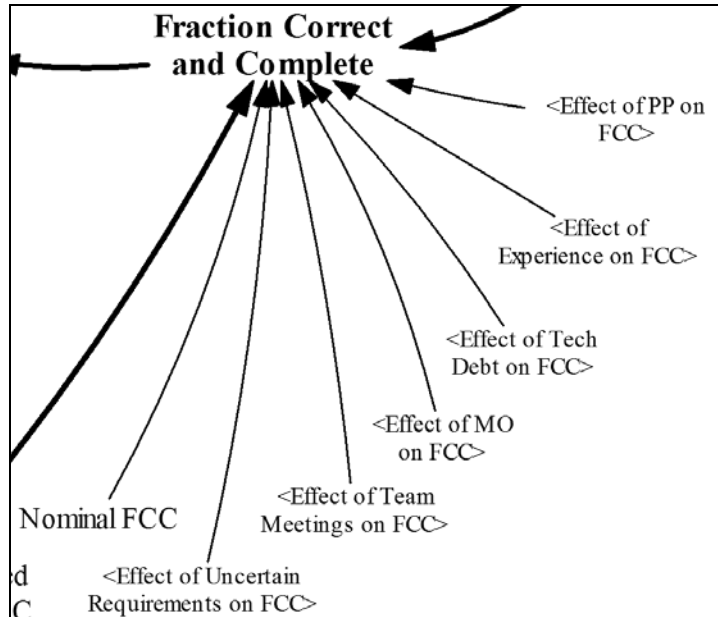 Fraction Correct
and Complete
<Effect of PP on
FCC>
<Effect of
Experience on FCC>
<Effect of Tech
Debt on FCC>
<Effect of MO
on FCC>
<Effect of Team
Meetings on FCC>
Nominal FCC
<Effect of Uncertain
Requirements on FCC>